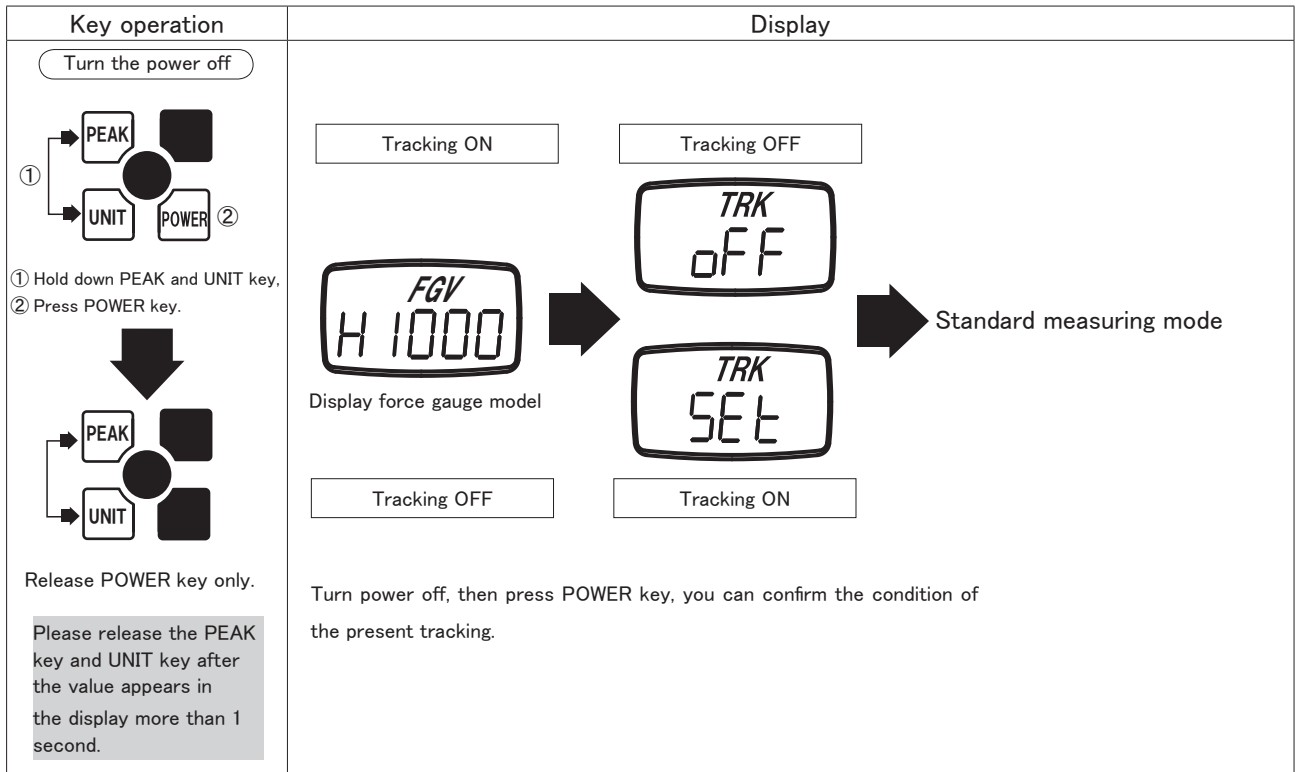 Key operation
Display
Turn the power off
PEAK
①
UNIT
POWER
②
① Hold down PEAK and UNIT key,
② Press POWER key.
PEAK
UNIT
Release POWER key only.
Please release the PEAK
key and UNIT key after
the value appears in
the display more than 1
second.
Tracking ON
Tracking OFF
FGV
H1000
Display force gauge model
TRK
oFF
TRK
SEt
Standard measuring mode
Tracking OFF
Tracking ON
Turn power off, then press POWER key, you can confirm the condition of
the present tracking.